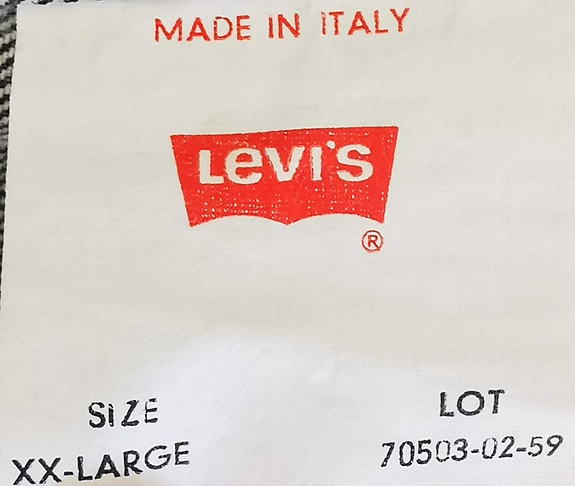 MADE IN ITALY
Levi's
®
SIZE
XX-LARGE
LOT
70503-02-59